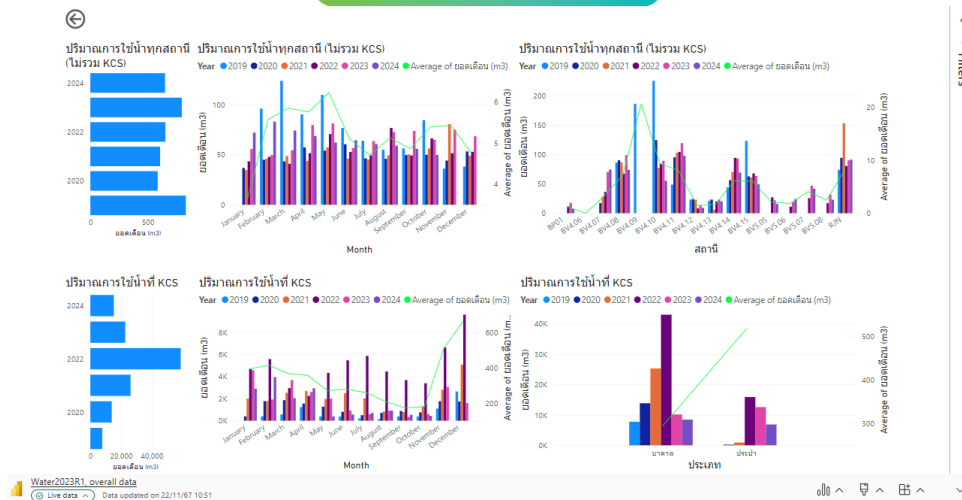 ปริมาณการใช้น้ำทุกสถานี
(ไม่รวม KCS)
2024
2022
2020
0
500
ยอดเดือน (m3)
ปริมาณการใช้น้ำทุกสถานี (ไม่รวม KCS)
Year 2019 2020 2021 2022 2023 2024 Average of ยอดเดือน (m3)
ยอดเดือน (m3)
100
50
0
6
5
4
Average of ยอดเดือน (m3)
January
February
March
April
May
June
July
August
September
October
November
December
Month
ปริมาณการใช้น้ำทุกสถานี (ไม่รวม KCS)
Year 2019 2020 2021 2022 2023 2024 Average of ยอดเดือน (m3)
ยอดเดือน (m3)
200
150
100
50
0
20
10
0
Average of ยอดเดือน (m3)
BP01
BV4.06
BV4.07
BV4.08
BV4.09
BV4.10
BV4.11
BV4.12
BV4.13
BV4.14
BV4.15
BV5.05
BV5.06
BV5.07
BV5.08
RJN
สถานี
Filters
ปริมาณการใช้น้ำที่ KCS
2024
2022
2020
0
20,000
40,000
ยอดเดือน (m3)
ปริมาณการใช้น้ำที่ KCS
Year 2019 2020 2021 2022 2023 2024 Average of ยอดเดือน (m3)
ยอดเดือน (m3)
8K
6K
4K
2K
0K
600
400
200
Average of ยอดเดือน (m...
January
February
March
April
May
June
July
August
September
October
November
December
Month
ปริมาณการใช้น้ำที่ KCS
Year 2019 2020 2021 2022 2023 2024 Average of ยอดเดือน (m3)
ยอดเดือน (m3)
40K
30K
20K
10K
0K
500
400
300
Average of ยอดเดือน (m3)
บาดาล
ประปา
ประเภท
Water2023R1, overall data
Live data
Data updated on 22/11/67 10:51